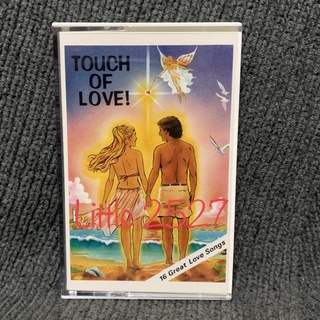 TOUCH
OF
LOVE!
Little 2527
16 Great Love Songs